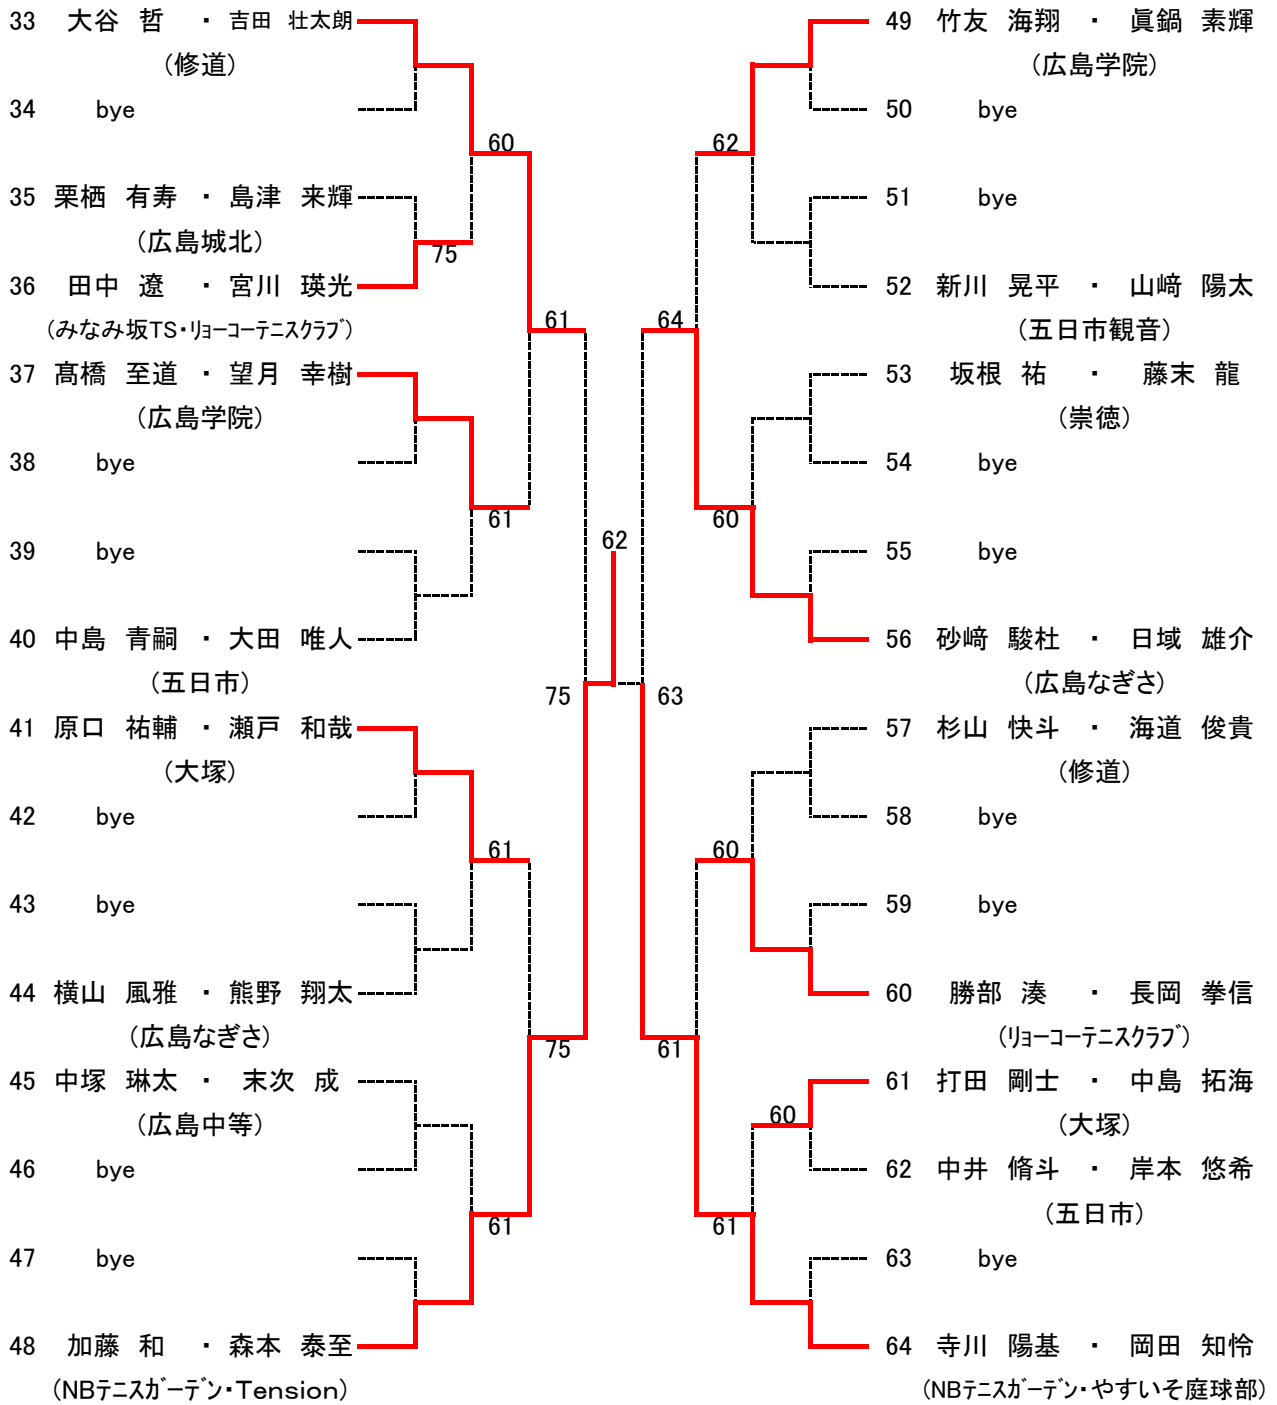 33 大谷 哲 ・ 吉田 壮太朗
(修道)
34 bye
60
35 栗栖 有寿 ・ 島津 来輝
(広島城北)
75
36 田中 遼 ・ 宮川 瑛光
(みなみ坂TS・ﾘｮｰｺｰﾃﾆｽｸﾗﾌﾞ)
61
37 髙橋 至道 ・ 望月 幸樹
(広島学院)
38 bye
61
39 bye
40 中島 青嗣 ・ 大田 唯人
(五日市)
75
41 原口 祐輔 ・ 瀬戸 和哉
(大塚)
42 bye
61
43 bye
44 横山 風雅 ・ 熊野 翔太
(広島なぎさ)
75
45 中塚 琳太 ・ 末次 成
(広島中等)
46 bye
61
47 bye
48 加藤 和 ・ 森本 泰至
(NBﾃﾆｽｶﾞｰﾃﾞﾝ・Tension)
62
49 竹友 海翔 ・ 眞鍋 素輝
(広島学院)
50 bye
62
51 bye
52 新川 晃平 ・ 山﨑 陽太
(五日市観音)
64
53 坂根 祐 ・ 藤末 龍
(崇徳)
54 bye
60
55 bye
56 砂﨑 駿杜 ・ 日域 雄介
(広島なぎさ)
63
57 杉山 快斗 ・ 海道 俊貴
(修道)
58 bye
60
59 bye
60 勝部 湊 ・ 長岡 拳信
(ﾘｮｰｺｰﾃﾆｽｸﾗﾌﾞ)
61
61 打田 剛士 ・ 中島 拓海
60
(大塚)
62 中井 脩斗 ・ 岸本 悠希
(五日市)
61
63 bye
64 寺川 陽基 ・ 岡田 知怜
(NBﾃﾆｽｶﾞｰﾃﾞﾝ・やすいそ庭球部)